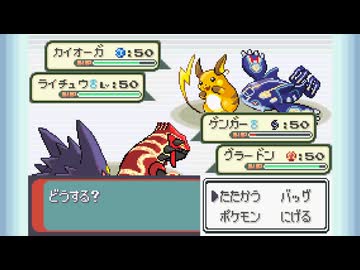 カイオーガ :50
ライチュウ♂Lv:50
ゲンガー♂ :50
グラードン :50
どうする?
▶たたかう バッグ
ポケモン にげる